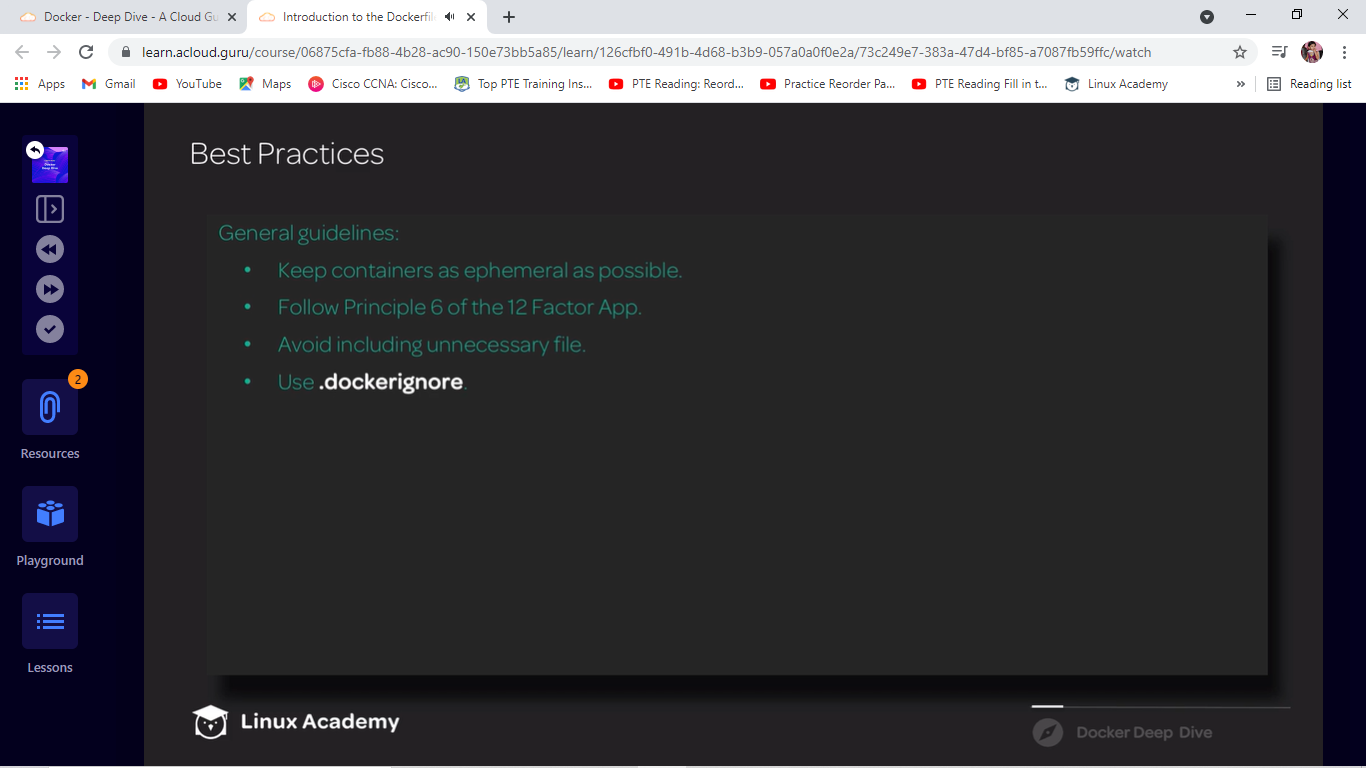 Docker - Deep Dive - A Cloud Gu
Introduction to the Dockerfil
learn.acloud.guru/course/06875cfa-fb88-4b28-ac90-150e73bb5a85/learn/126cfbf0-491b-4d68-b3b9-057a0a0f0e2a/73c249e7-383a-47d4-bf85-a7087fb59ffc/watch
Apps Gmail YouTube Maps Cisco CCNA: Cisco... Top PTE Training Ins... PTE Reading: Reord... Practice Reorder Pa... PTE Reading Fill in t... Linux Academy » Reading list
Best Practices
General guidelines:
• Keep containers as ephemeral as possible.
• Follow Principle 6 of the 12 Factor App.
• Avoid including unnecessary file.
• Use .dockerignore.
Docker
Deep Dive
2
Resources
Playground
Lessons
Linux Academy
Docker Deep Dive